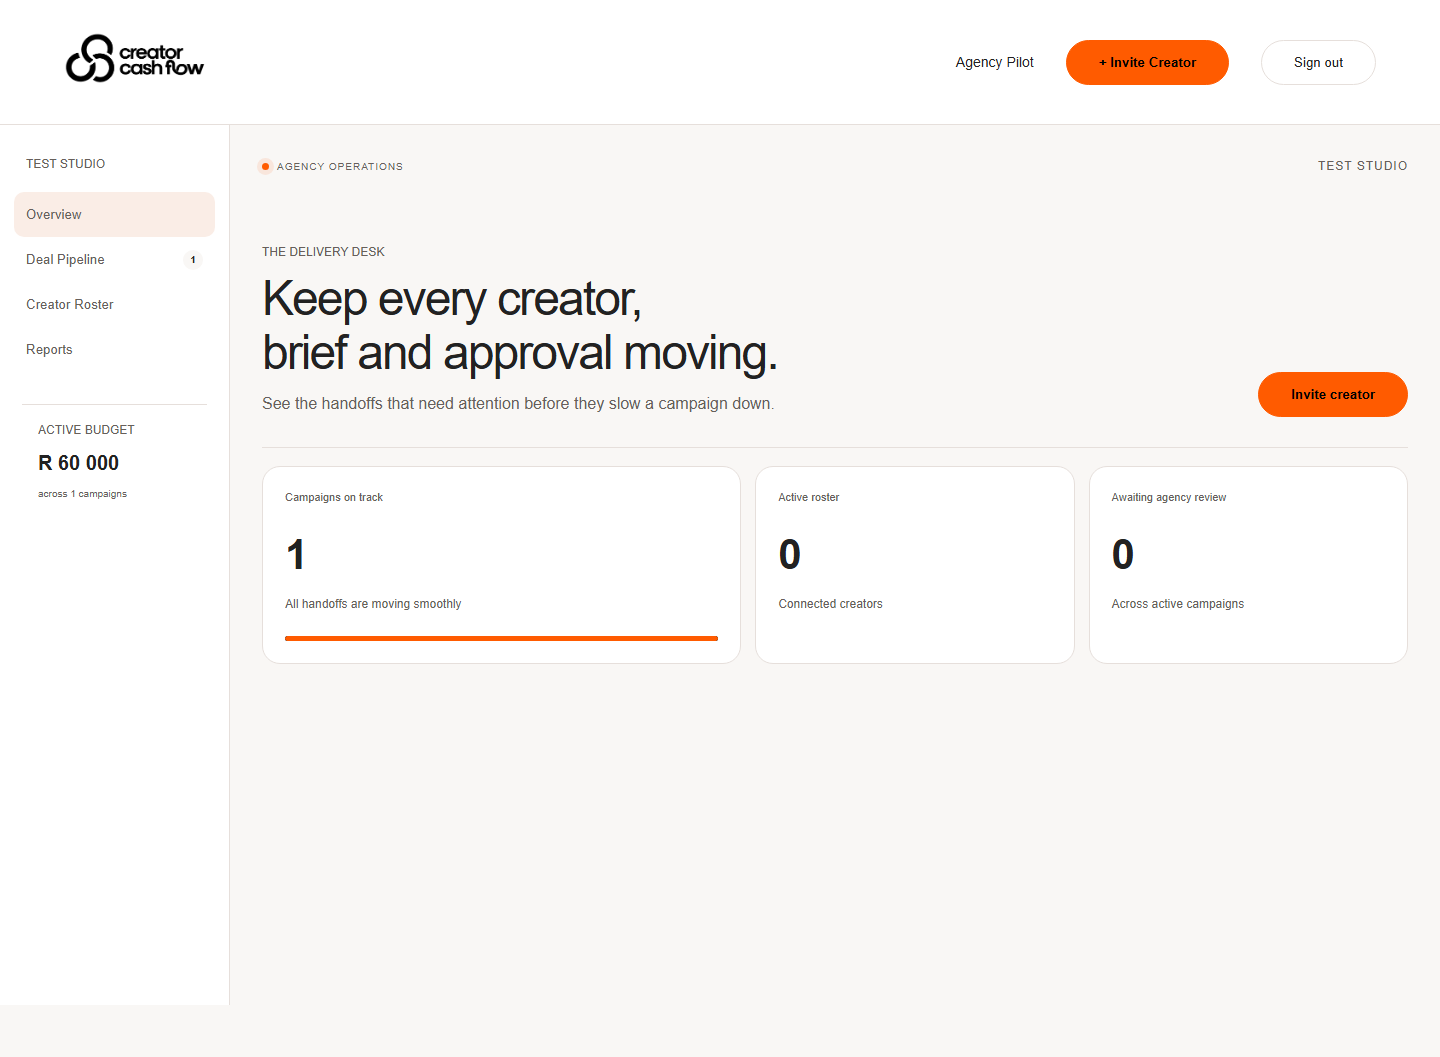 creator
cash flow
Agency Pilot
+ Invite Creator
Sign out
TEST STUDIO
Overview
Deal Pipeline 1
Creator Roster
Reports
ACTIVE BUDGET
R 60 000
across 1 campaigns
AGENCY OPERATIONS
TEST STUDIO
THE DELIVERY DESK
Keep every creator,
brief and approval moving.
See the handoffs that need attention before they slow a campaign down.
Invite creator
Campaigns on track
1
All handoffs are moving smoothly
Active roster
0
Connected creators
Awaiting agency review
0
Across active campaigns